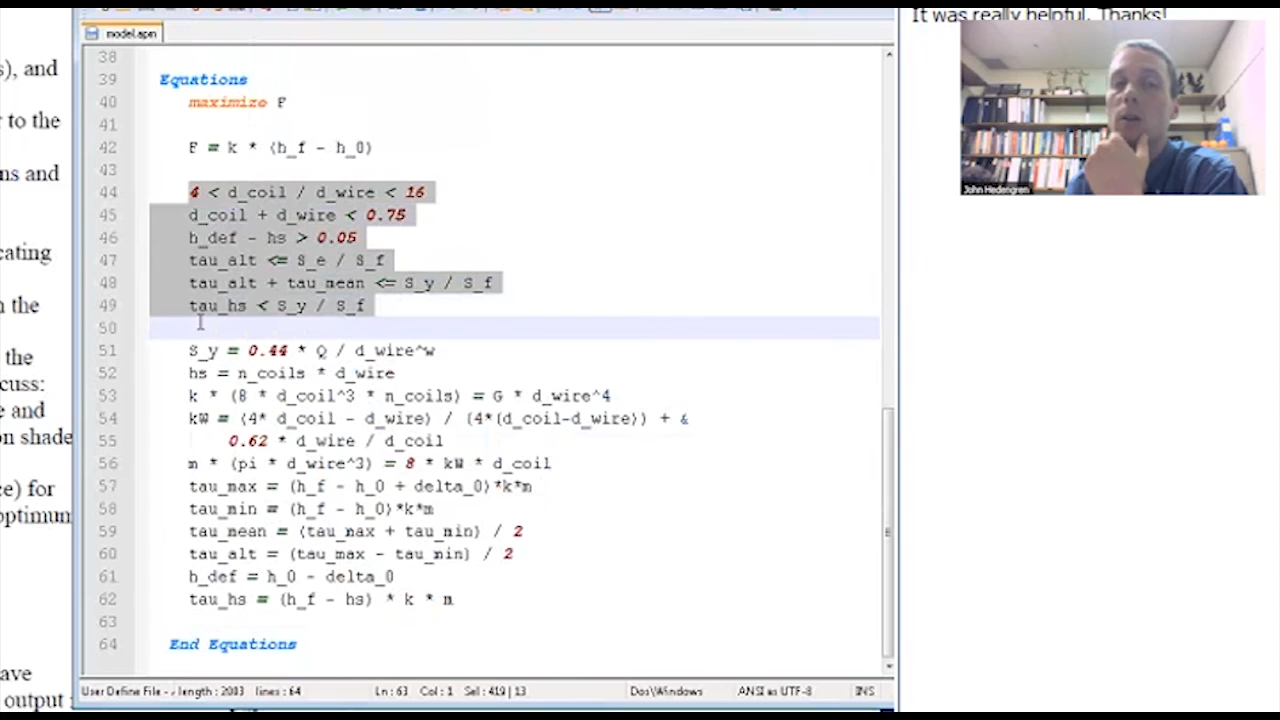 s), and
r to the
ns and
cating
n the
the
cuss:
e and
on shade
ce) for
optimum
ave
output
model.apm
38
39 Equations
40 maximize F
41
42 F = k * (h_f - h_0)
43
44 4 < d_coil / d_wire < 16
45 d_coil + d_wire < 0.75
46 h_def - hs > 0.05
47 tau_alt <= S_e / S_f
48 tau_alt + tau_mean <= S_y / S_f
49 tau_hs < S_y / S_f
50
51 S_y = 0.44 * Q / d_wire^w
52 hs = n_coils * d_wire
53 k * (8 * d_coil^3 * n_coils) = G * d_wire^4
54 kW = (4* d_coil - d_wire) / (4*(d_coil-d_wire)) + &
55 0.62 * d_wire / d_coil
56 m * (pi * d_wire^3) = 8 * kW * d_coil
57 tau_max = (h_f - h_0 + delta_0)*k*m
58 tau_min = (h_f - h_0)*k*m
59 tau_mean = (tau_max + tau_min) / 2
60 tau_alt = (tau_max - tau_min) / 2
61 h_def = h_0 - delta_0
62 tau_hs = (h_f - hs) * k * m
63
64 End Equations
User Define File - length : 2003 lines : 64 Ln : 63 Col : 1 Sel : 419 | 13 Dos\Windows ANSI as UTF-8 INS
It was really helpful. Thanks!
John Hedengren